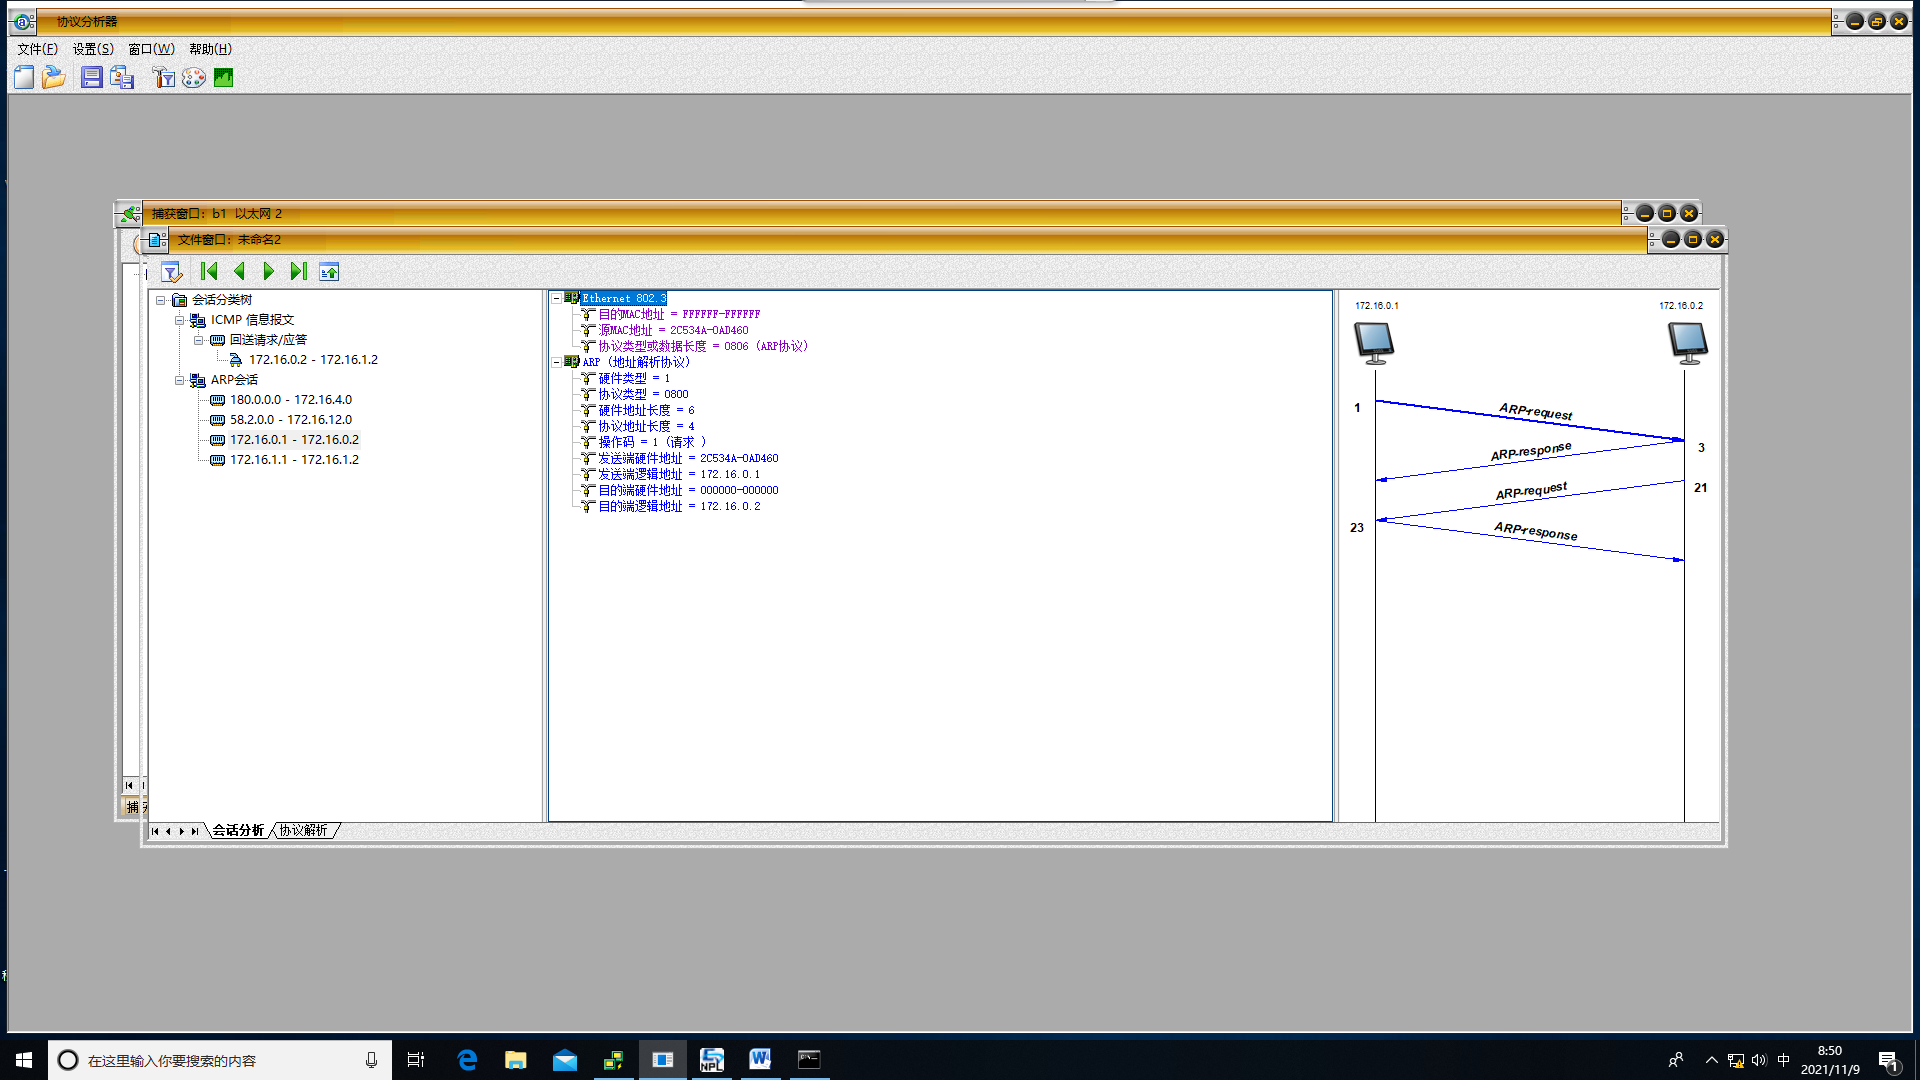 协议分析器
文件(F) 设置(S) 窗口(W) 帮助(H)
捕获窗口：b1 以太网 2
文件窗口：未命名2
会话分类树
ICMP 信息报文
回送请求/应答
172.16.0.2 - 172.16.1.2
ARP会话
180.0.0.0 - 172.16.4.0
58.2.0.0 - 172.16.12.0
172.16.0.1 - 172.16.0.2
172.16.1.1 - 172.16.1.2
Ethernet 802.3
目的MAC地址 = FFFFFF-FFFFFF
源MAC地址 = 2C534A-0AD460
协议类型或数据长度 = 0806 (ARP协议)
ARP (地址解析协议)
硬件类型 = 1
协议类型 = 0800
硬件地址长度 = 6
协议地址长度 = 4
操作码 = 1 (请求 )
发送端硬件地址 = 2C534A-0AD460
发送端逻辑地址 = 172.16.0.1
目的端硬件地址 = 000000-000000
目的端逻辑地址 = 172.16.0.2
172.16.0.1 172.16.0.2
1 ARP-request
ARP-response 3
ARP-request 21
23 ARP-response
捕
会话分析 协议解析
在这里输入你要搜索的内容
NPL
中
8:50
2021/11/9
1